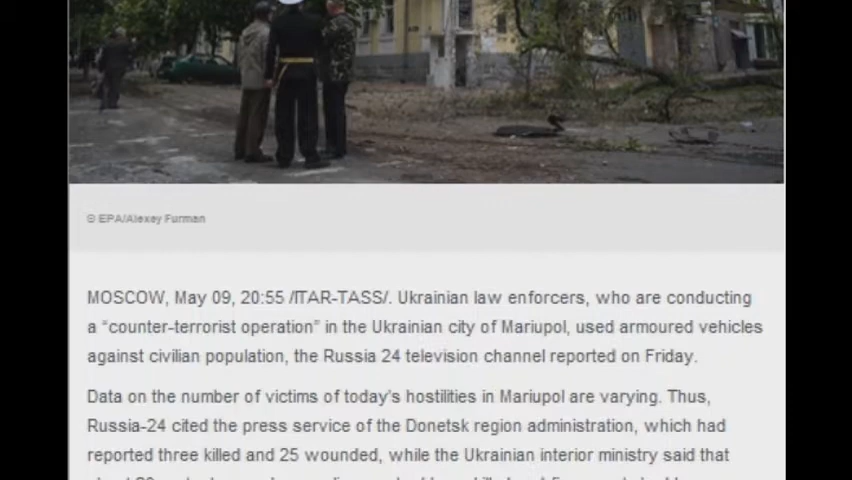 © EPA/Alexey Furman
MOSCOW, May 09, 20:55 /ITAR-TASS/. Ukrainian law enforcers, who are conducting
a “counter-terrorist operation” in the Ukrainian city of Mariupol, used armoured vehicles
against civilian population, the Russia 24 television channel reported on Friday.
Data on the number of victims of today’s hostilities in Mariupol are varying. Thus,
Russia-24 cited the press service of the Donetsk region administration, which had
reported three killed and 25 wounded, while the Ukrainian interior ministry said that